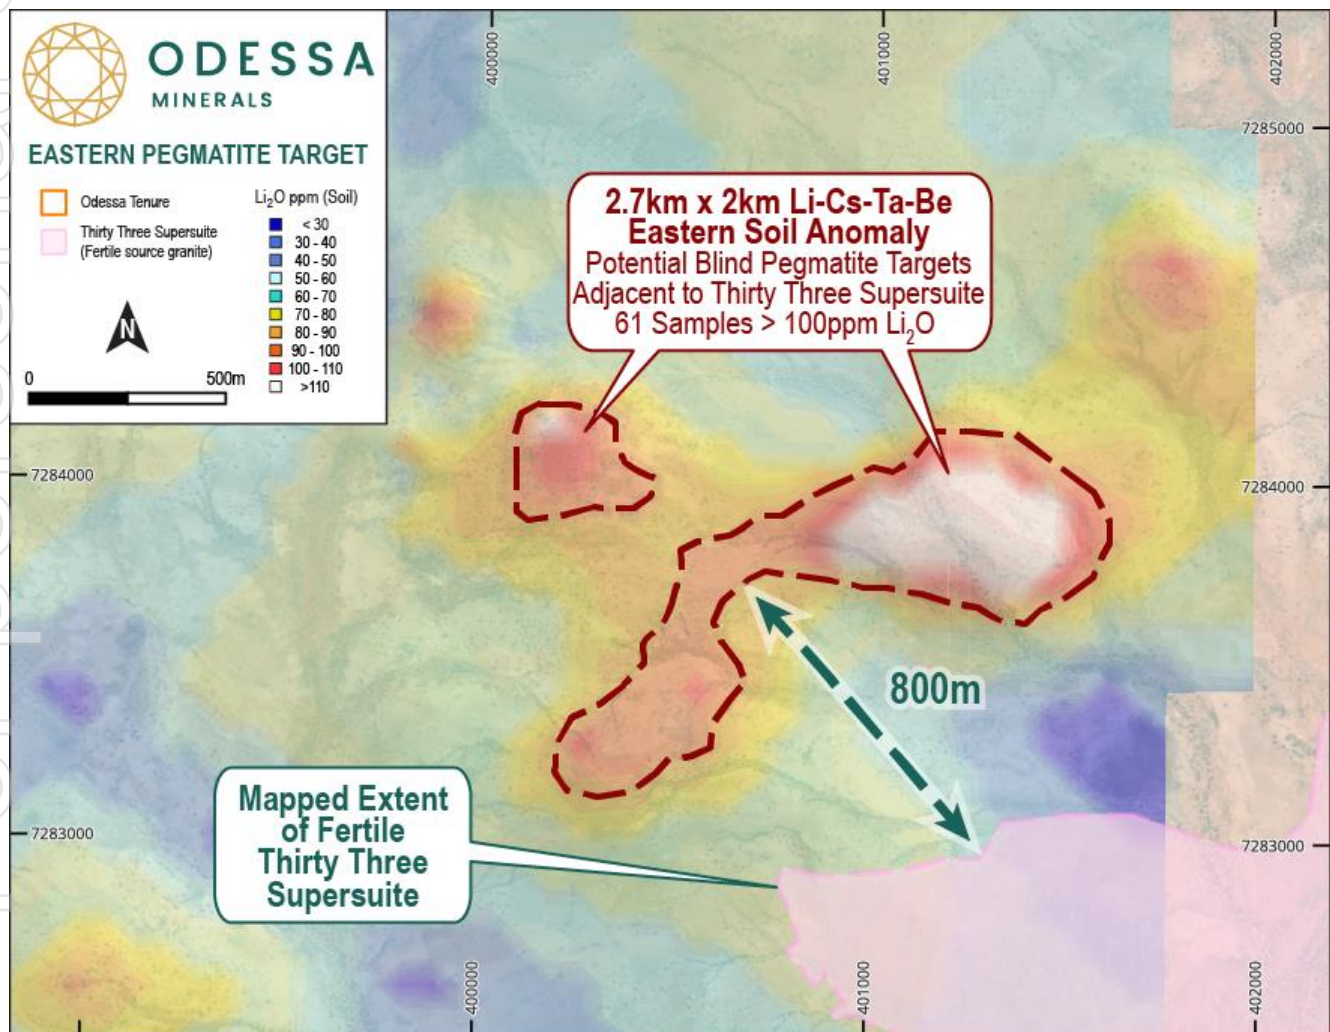 ODESSA
MINERALS
EASTERN PEGMATITE TARGET
Odessa Tenure
Thirty Three Supersuite
(Fertile source granite)
N
0 500m
Li2O ppm (Soil)
< 30
30 - 40
40 - 50
50 - 60
60 - 70
70 - 80
80 - 90
90 - 100
100 - 110
>110
400000
401000
402000
7285000
2.7km x 2km Li-Cs-Ta-Be
Eastern Soil Anomaly
Potential Blind Pegmatite Targets
Adjacent to Thirty Three Supersuite
61 Samples > 100ppm Li2O
7284000
7284000
800m
Mapped Extent
of Fertile
Thirty Three
Supersuite
7283000
7283000
400000
401000
402000